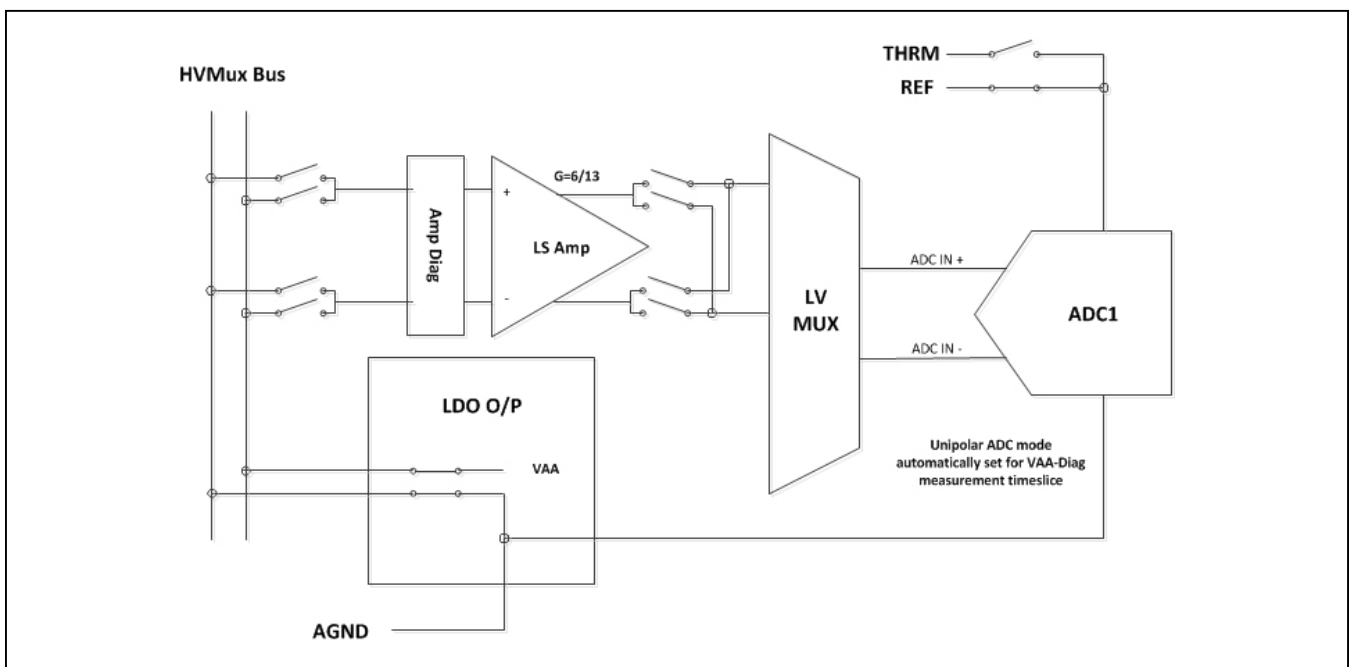 THRM
HVMux Bus
REF
G=6/13
+
Amp Diag
LS Amp
-
ADC IN +
LV
MUX
ADC1
ADC IN -
LDO O/P
VAA
Unipolar ADC mode
automatically set for VAA-Diag
measurement timeslice
AGND